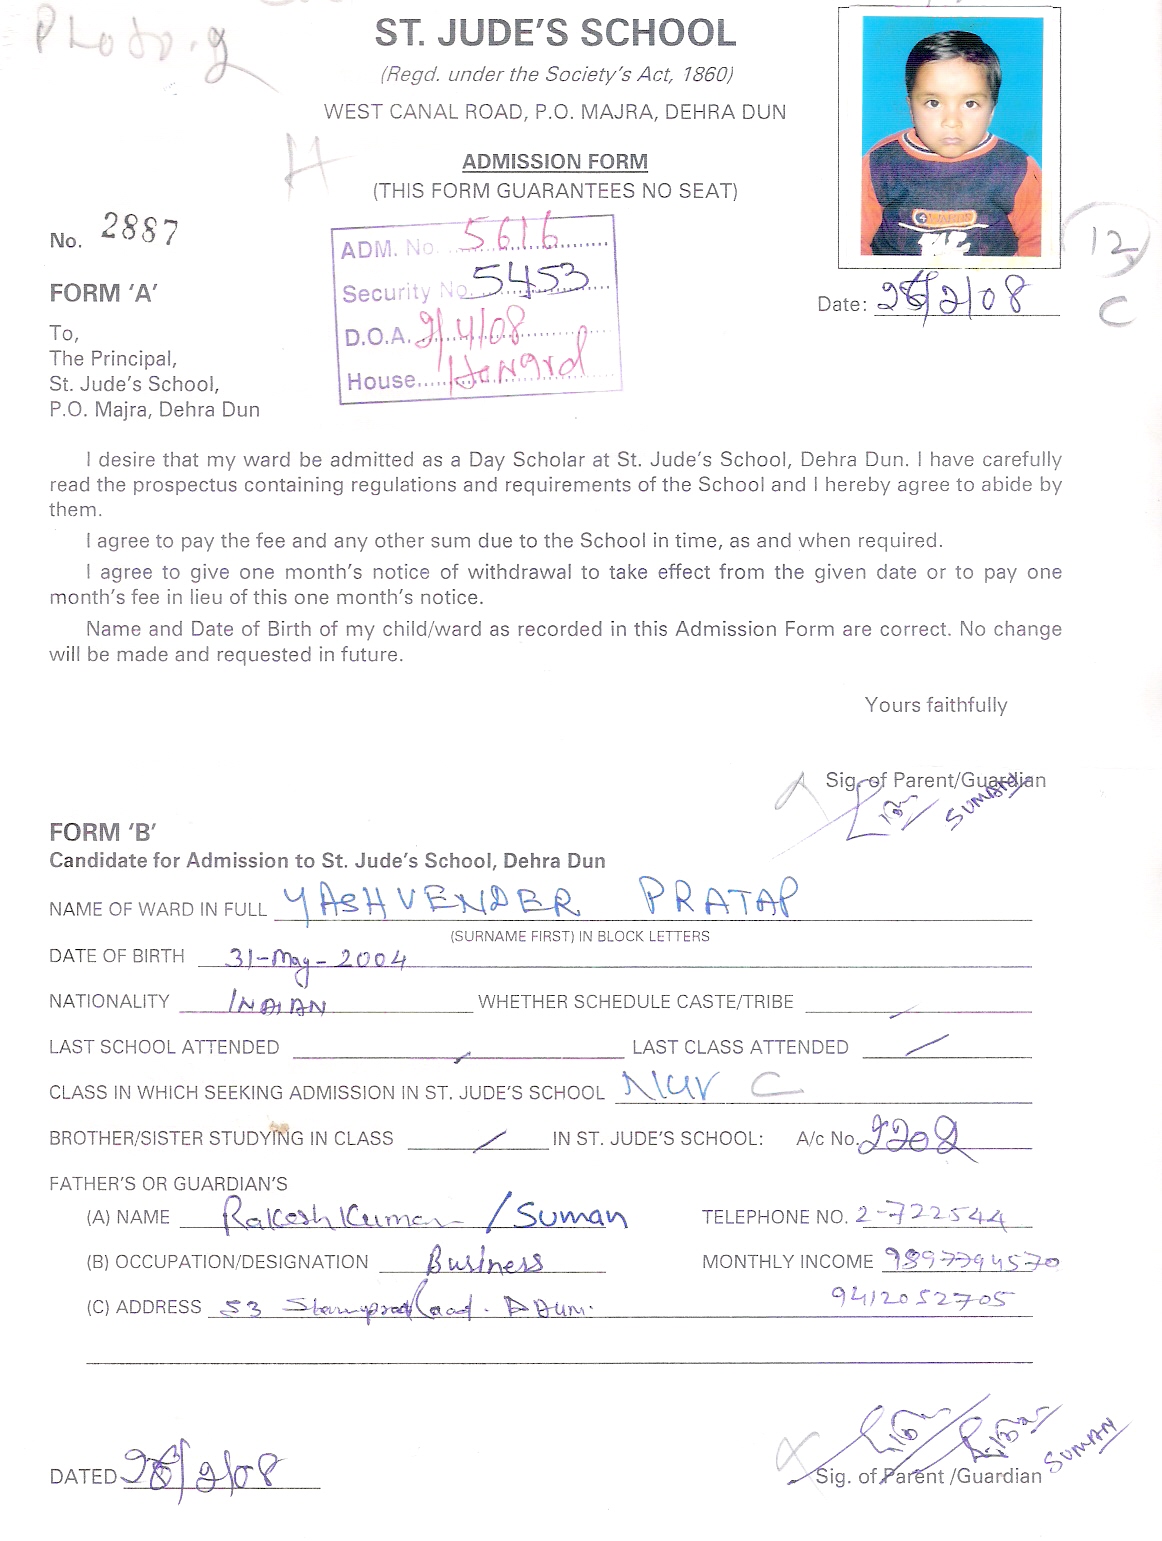 Photo.g
ST. JUDE'S SCHOOL
(Regd. under the Society's Act, 1860)
WEST CANAL ROAD, P.O. MAJRA, DEHRA DUN
H
ADMISSION FORM
(THIS FORM GUARANTEES NO SEAT)
No. 2887
ADM. No. 5616
Security No. 5453
D.O.A. 2/4/08
House
12
C
Date: 26/2/08
FORM 'A'
To,
The Principal,
St. Jude's School,
P.O. Majra, Dehra Dun
I desire that my ward be admitted as a Day Scholar at St. Jude's School, Dehra Dun. I have carefully
read the prospectus containing regulations and requirements of the School and I hereby agree to abide by
them.
I agree to pay the fee and any other sum due to the School in time, as and when required.
I agree to give one month's notice of withdrawal to take effect from the given date or to pay one
month's fee in lieu of this one month's notice.
Name and Date of Birth of my child/ward as recorded in this Admission Form are correct. No change
will be made and requested in future.
Yours faithfully
Sig. of Parent/Guardian
SUMAN
FORM 'B'
Candidate for Admission to St. Jude's School, Dehra Dun
NAME OF WARD IN FULL YASHVENDER PRATAP
(SURNAME FIRST) IN BLOCK LETTERS
DATE OF BIRTH 31-May-2004
NATIONALITY INDIAN WHETHER SCHEDULE CASTE/TRIBE
LAST SCHOOL ATTENDED LAST CLASS ATTENDED
CLASS IN WHICH SEEKING ADMISSION IN ST. JUDE'S SCHOOL NUR C
BROTHER/SISTER STUDYING IN CLASS IN ST. JUDE'S SCHOOL: A/c No. 2202
FATHER'S OR GUARDIAN'S
(A) NAME Rakesh Kumar / Suman TELEPHONE NO. 2-722544
(B) OCCUPATION/DESIGNATION Business MONTHLY INCOME 9897794570
(C) ADDRESS 53 Road. D Dun. 9412052705
DATED 26/2/08
Sig. of Parent /Guardian
SUMAN